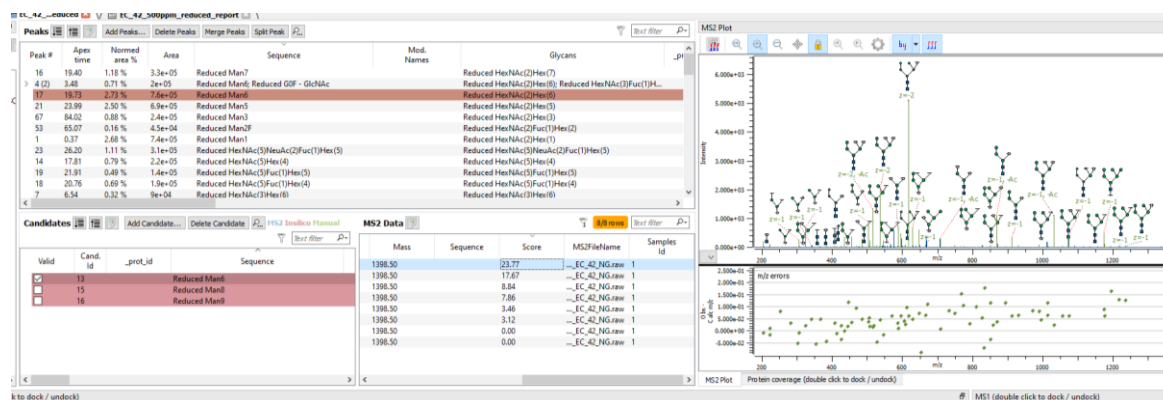 EC_42_...educed
EC_42_500ppm_reduced_report
Peaks Add Peaks... Delete Peaks Merge Peaks Split Peak Text filter
Peak # Apex time Normed area % Area Sequence Mod. Names Glycans
16 19.40 1.18 % 3.3e+05 Reduced Man7 Reduced HexNAc(2)Hex(7)
4 (2) 3.48 0.71 % 2e+05 Reduced Man6; Reduced G0F - GlcNAc Reduced HexNAc(2)Hex(6); Reduced HexNAc(3)Fuc(1)H...
17 19.73 2.73 % 7.6e+05 Reduced Man6 Reduced HexNAc(2)Hex(6)
21 23.99 2.50 % 6.9e+05 Reduced Man5 Reduced HexNAc(2)Hex(5)
67 84.02 0.88 % 2.4e+05 Reduced Man3 Reduced HexNAc(2)Hex(3)
53 65.07 0.16 % 4.5e+04 Reduced Man2F Reduced HexNAc(2)Fuc(1)Hex(2)
1 0.37 2.68 % 7.4e+05 Reduced Man1 Reduced HexNAc(2)Hex(1)
23 26.20 1.11 % 3.1e+05 Reduced HexNAc(5)NeuAc(2)Fuc(1)Hex(5) Reduced HexNAc(5)NeuAc(2)Fuc(1)Hex(5)
14 17.81 0.79 % 2.2e+05 Reduced HexNAc(5)Hex(4) Reduced HexNAc(5)Hex(4)
19 21.91 0.49 % 1.4e+05 Reduced HexNAc(5)Fuc(1)Hex(5) Reduced HexNAc(5)Fuc(1)Hex(5)
18 20.76 0.69 % 1.9e+05 Reduced HexNAc(5)Fuc(1)Hex(4) Reduced HexNAc(5)Fuc(1)Hex(4)
7 6.54 0.32 % 9e+04 Reduced HexNAc(3)Hex(6) Reduced HexNAc(3)Hex(6)
Candidates Add Candidate... Delete Candidate MS2 Insilico Manual
Text filter
Valid Cand. Id _prot_id Sequence
13 Reduced Man6
15 Reduced Man8
16 Reduced Man9
MS2 Data 8/8 rows Text filter
Mass Sequence Score MS2FileName Samples Id
1398.50 23.77 ..._EC_42_NG.raw 1
1398.50 17.67 ..._EC_42_NG.raw 1
1398.50 8.84 ..._EC_42_NG.raw 1
1398.50 7.86 ..._EC_42_NG.raw 1
1398.50 3.46 ..._EC_42_NG.raw 1
1398.50 3.12 ..._EC_42_NG.raw 1
1398.50 0.00 ..._EC_42_NG.raw 1
1398.50 0.00 ..._EC_42_NG.raw 1
MS2 Plot
by
6.000e+03
5.000e+03
4.000e+03
3.000e+03
2.000e+03
1.000e+03
0.000e+00
Intensity
z=-2
200 400 600 800 1000 1200
2.500e-01
2.000e-01
1.500e-01
1.000e-01
5.000e-02
0.000e+00
-5.000e-02
m/z errors
Obs - Calc m/z
200 400 600 800 1000 1200
m/z
MS2 Plot Protein coverage (double click to dock / undock)
k to dock / undock)
MS1 (double click to dock / undock)